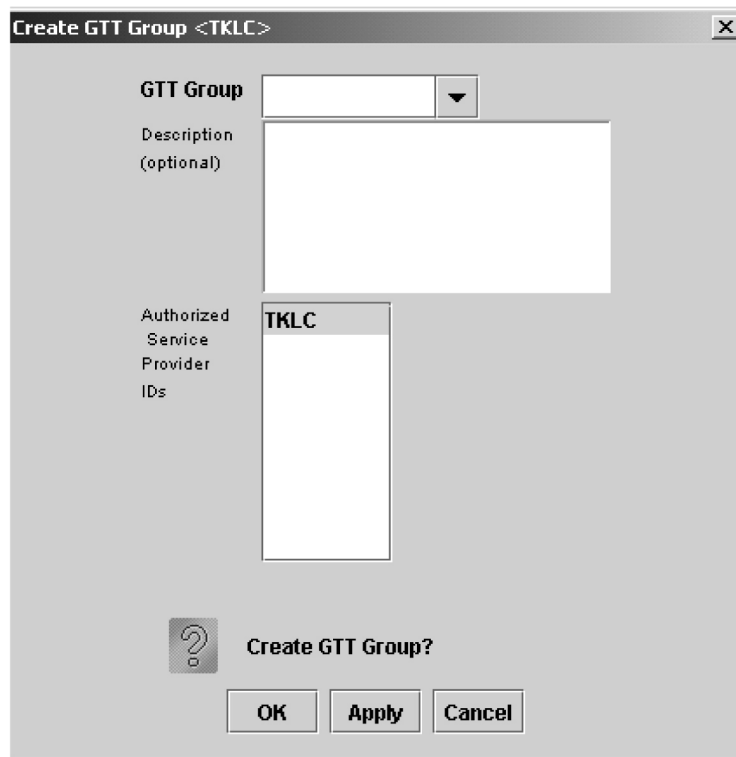 Create GTT Group <TKLC>
GTT Group
Description
(optional)
Authorized
Service
Provider
IDs
TKLC
Create GTT Group?
OK Apply Cancel